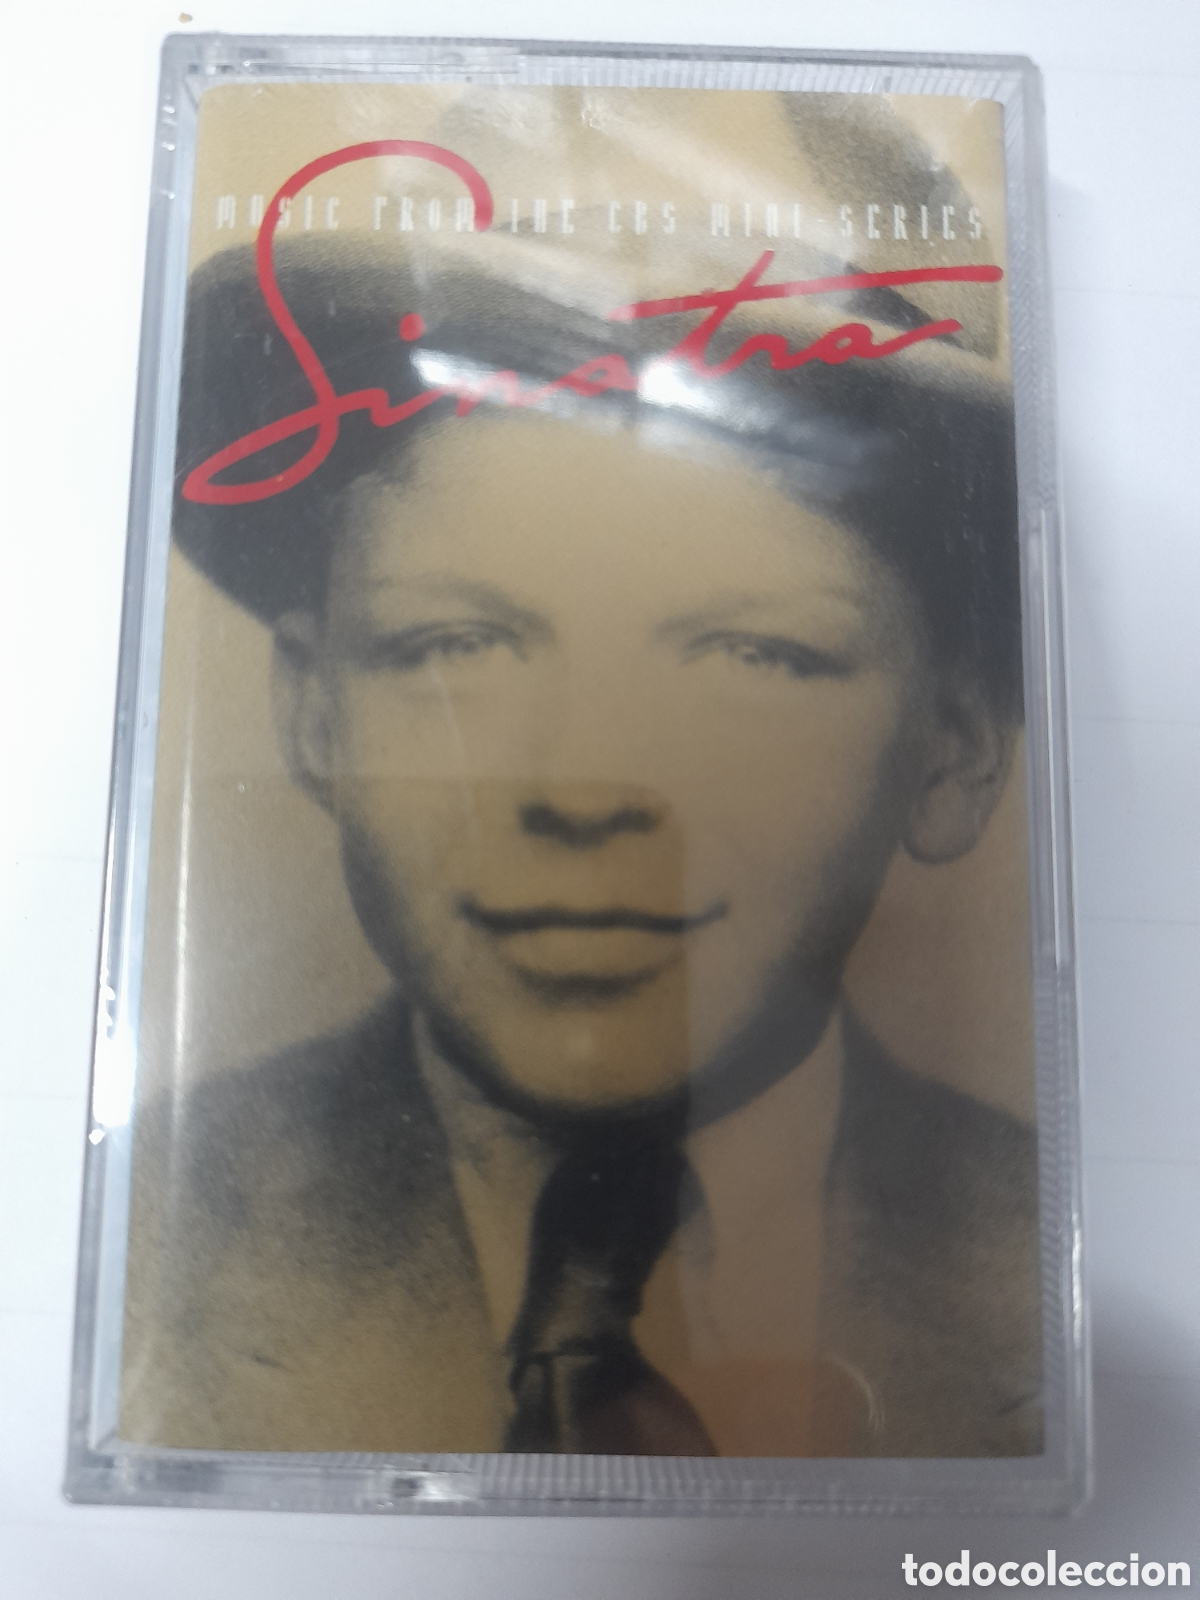 MUSIC FROM THE CBS MINI-SERIES
Sinatra
todocoleccion